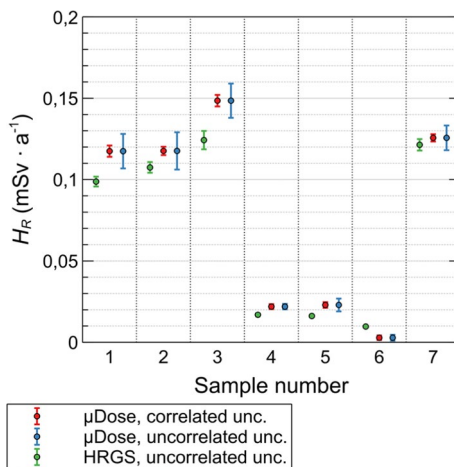 0,2
0,15
0,1
0,05
0
H_R (mSv · a⁻¹)
1 2 3 4 5 6 7
Sample number
µDose, correlated unc.
µDose, uncorrelated unc.
HRGS, uncorrelated unc.